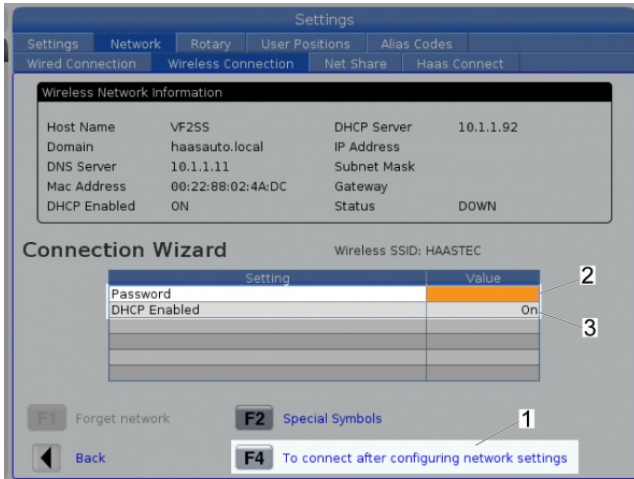 Settings
Settings Network Rotary User Positions Alias Codes
Wired Connection Wireless Connection Net Share Haas Connect
Wireless Network Information
Host Name VF2SS DHCP Server 10.1.1.92
Domain haasauto.local IP Address
DNS Server 10.1.1.11 Subnet Mask
Mac Address 00:22:88:02:4A:DC Gateway
DHCP Enabled ON Status DOWN
Connection Wizard Wireless SSID: HAASTEC
Setting Value
Password 2
DHCP Enabled On 3
1
F1 Forget network F2 Special Symbols
Back F4 To connect after configuring network settings